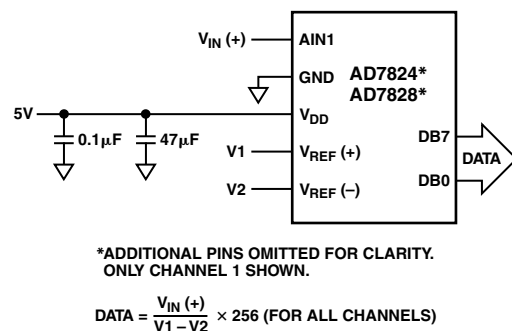 V_IN (+)
AIN1
GND
AD7824*
AD7828*
5V
V_DD
0.1µF
47µF
DB7
V1
V_REF (+)
DATA
V2
V_REF (–)
DB0
*ADDITIONAL PINS OMITTED FOR CLARITY.
ONLY CHANNEL 1 SHOWN.
DATA = V_IN (+) / V1 – V2 × 256 (FOR ALL CHANNELS)